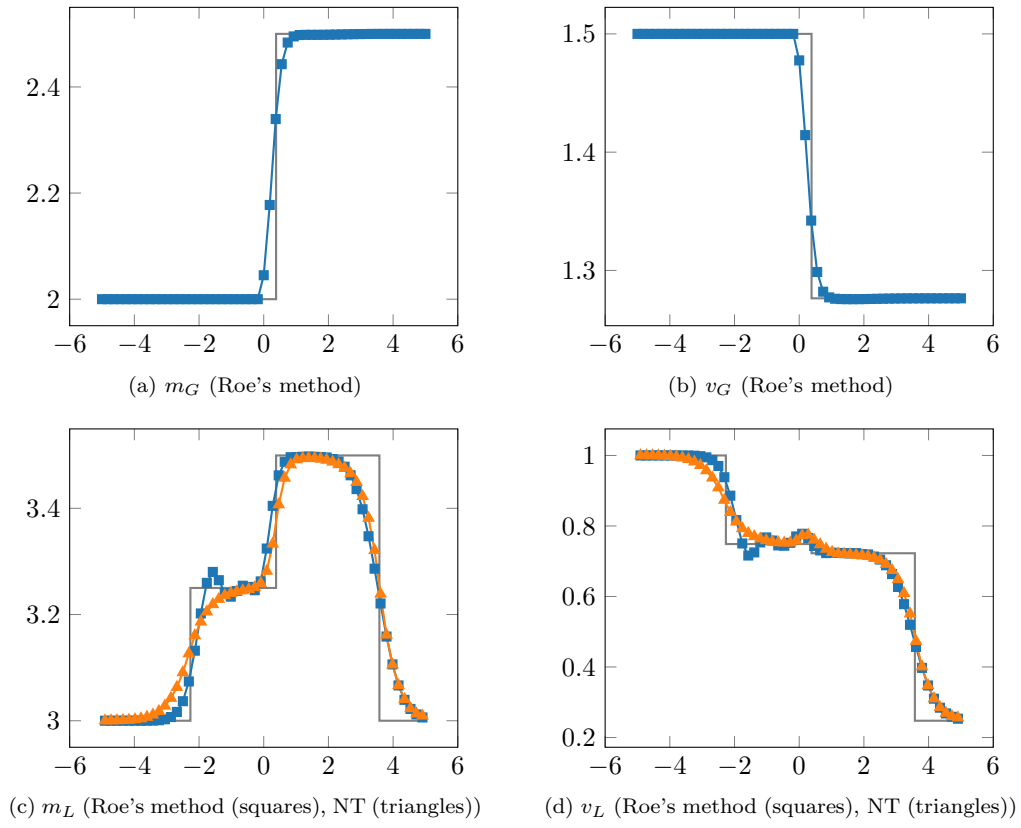 2.4
2.2
2
−6 −4 −2 0 2 4 6
(a) m_G (Roe's method)
1.5
1.4
1.3
−6 −4 −2 0 2 4 6
(b) v_G (Roe's method)
3.4
3.2
3
−6 −4 −2 0 2 4 6
(c) m_L (Roe's method (squares), NT (triangles))
1
0.8
0.6
0.4
0.2
−6 −4 −2 0 2 4 6
(d) v_L (Roe's method (squares), NT (triangles))